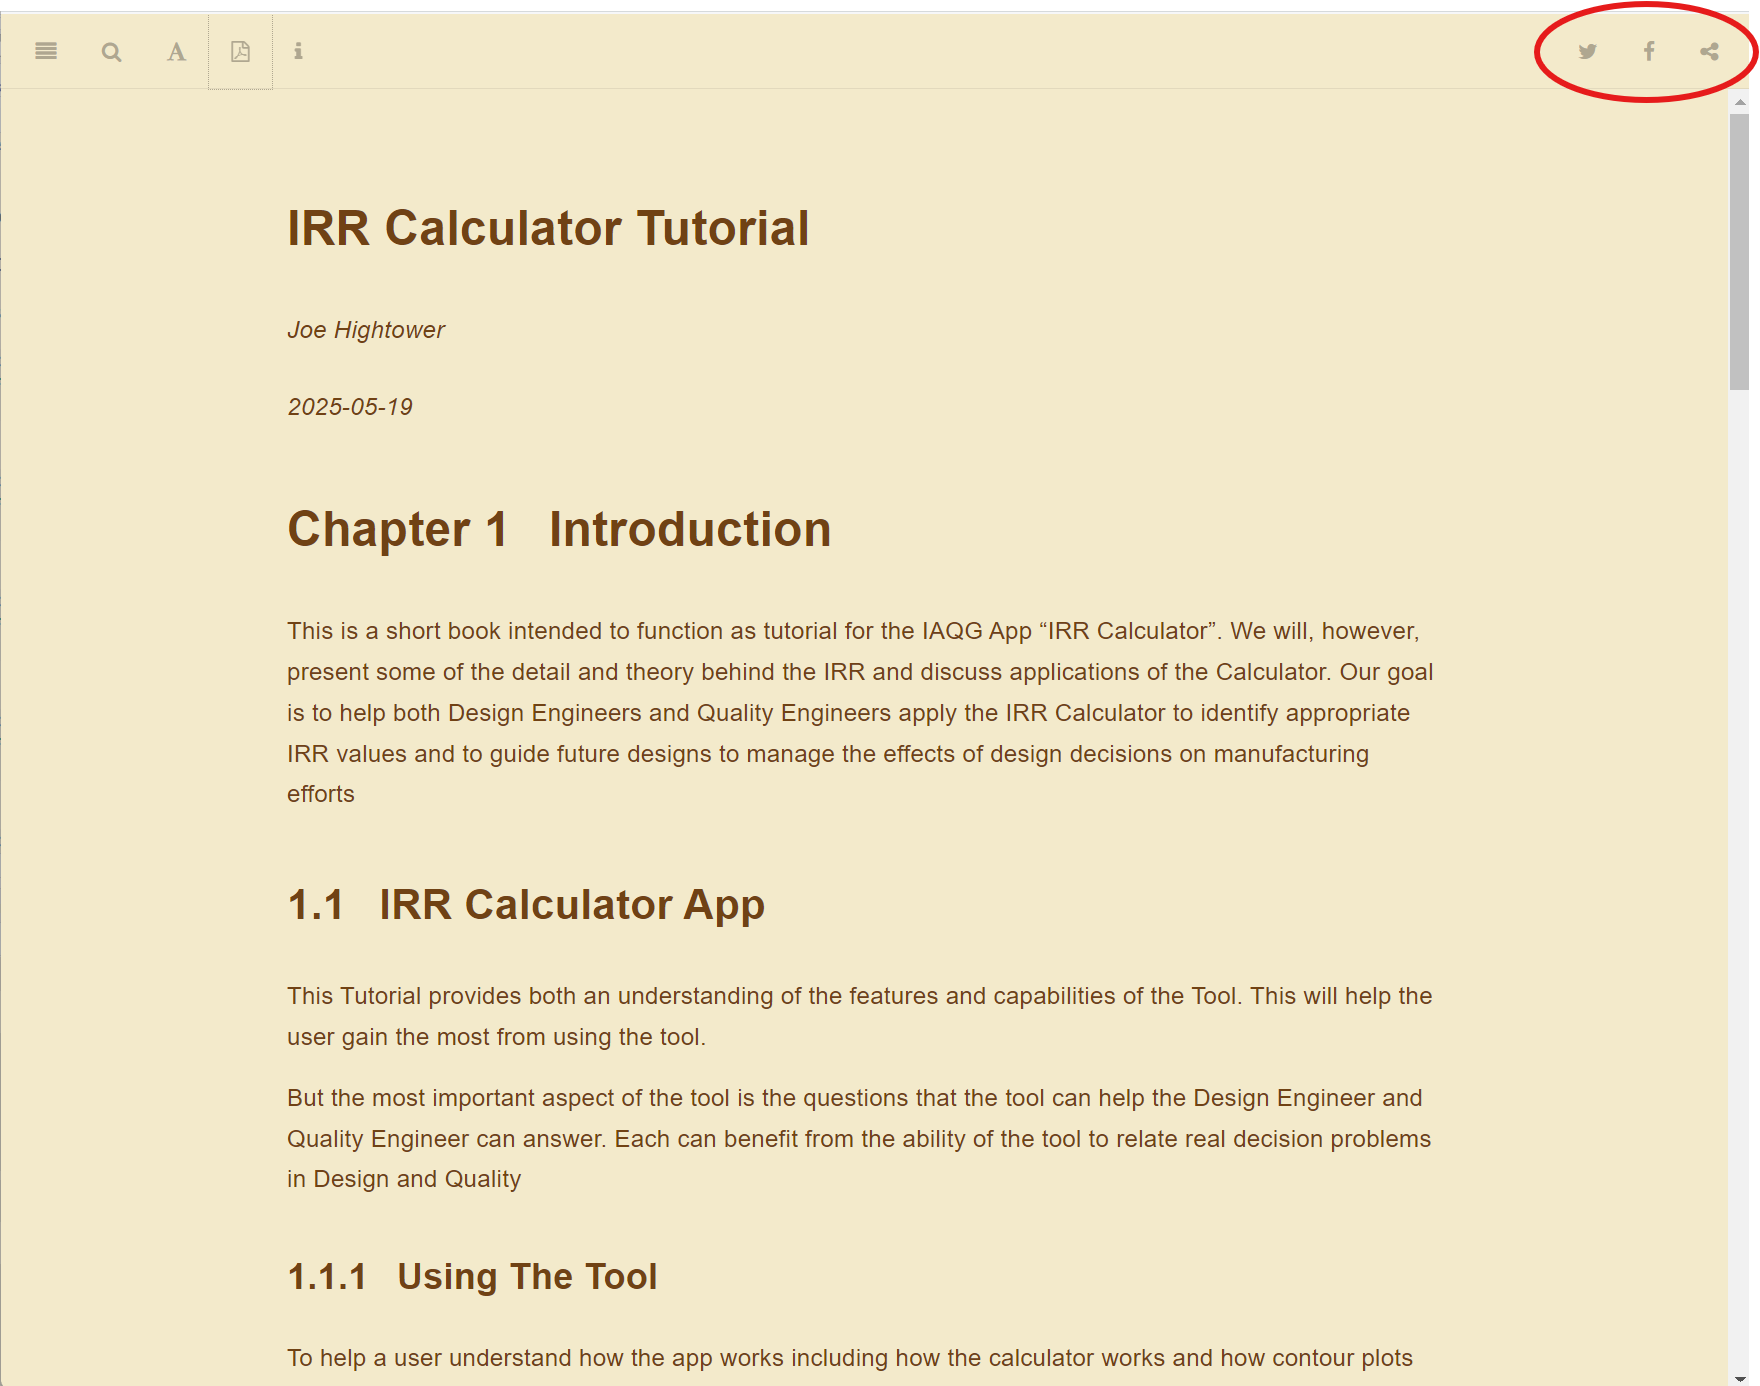 IRR Calculator Tutorial
Joe Hightower
2025-05-19
Chapter 1 Introduction
This is a short book intended to function as tutorial for the IAQG App “IRR Calculator”. We will, however,
present some of the detail and theory behind the IRR and discuss applications of the Calculator. Our goal
is to help both Design Engineers and Quality Engineers apply the IRR Calculator to identify appropriate
IRR values and to guide future designs to manage the effects of design decisions on manufacturing
efforts
1.1 IRR Calculator App
This Tutorial provides both an understanding of the features and capabilities of the Tool. This will help the
user gain the most from using the tool.
But the most important aspect of the tool is the questions that the tool can help the Design Engineer and
Quality Engineer can answer. Each can benefit from the ability of the tool to relate real decision problems
in Design and Quality
1.1.1 Using The Tool
To help a user understand how the app works including how the calculator works and how contour plots